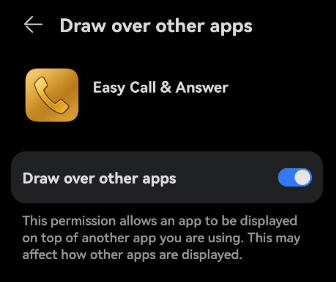 Draw over other apps
Easy Call & Answer
Draw over other apps
This permission allows an app to be displayed
on top of another app you are using. This may
affect how other apps are displayed.